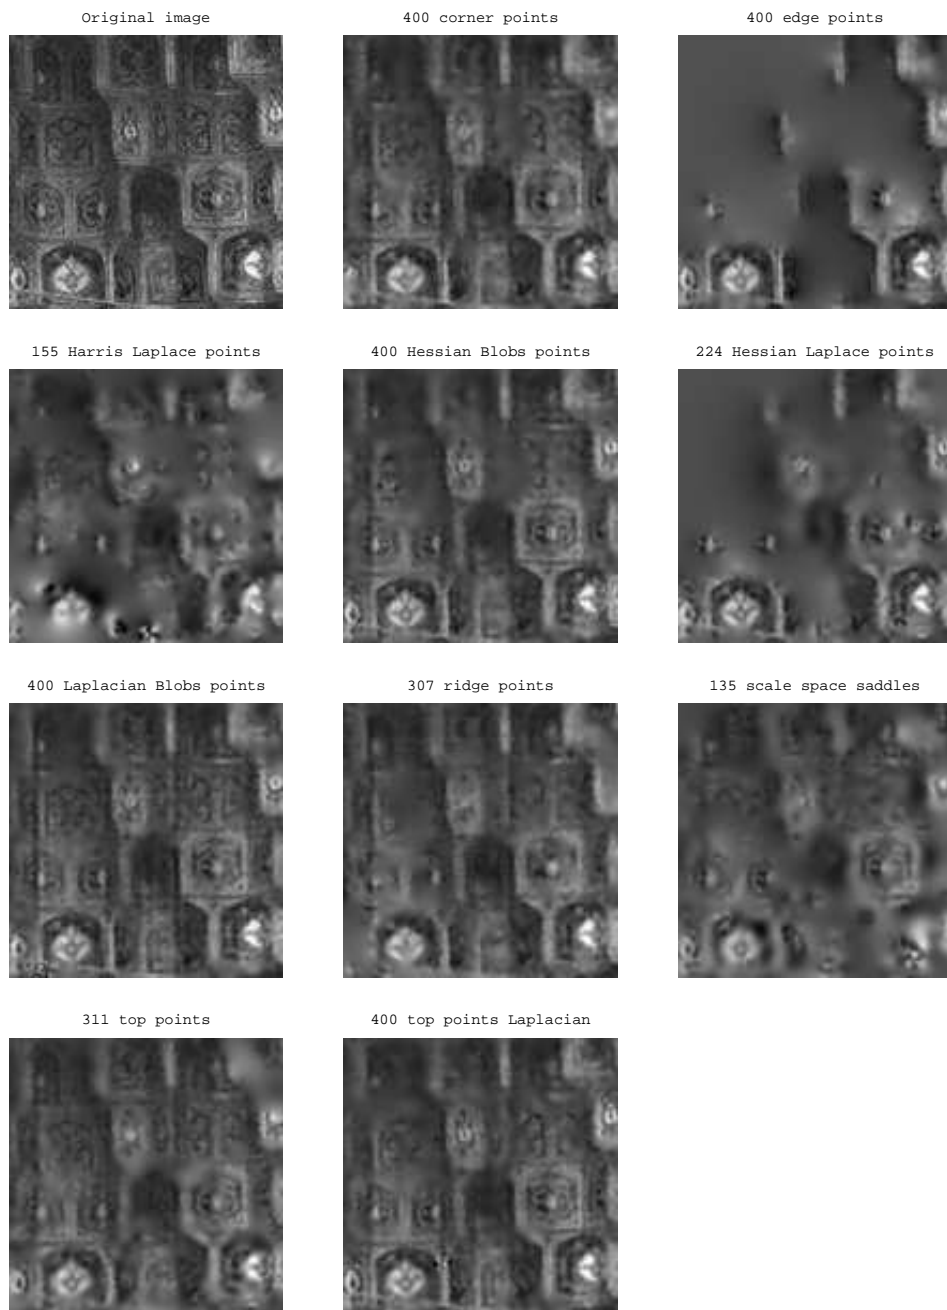 Original image
400 corner points
400 edge points
155 Harris Laplace points
400 Hessian Blobs points
224 Hessian Laplace points
400 Laplacian Blobs points
307 ridge points
135 scale space saddles
311 top points
400 top points Laplacian